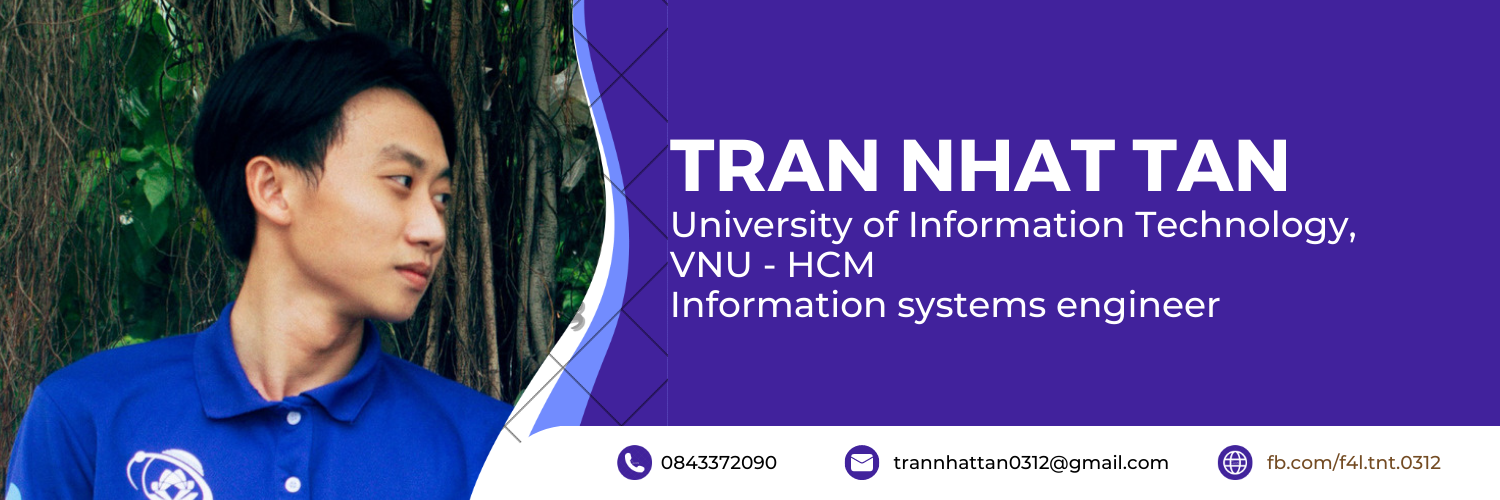 TRAN NHAT TAN
University of Information Technology,
VNU - HCM
Information systems engineer
0843372090
trannhattan0312@gmail.com
fb.com/f4l.tnt.0312